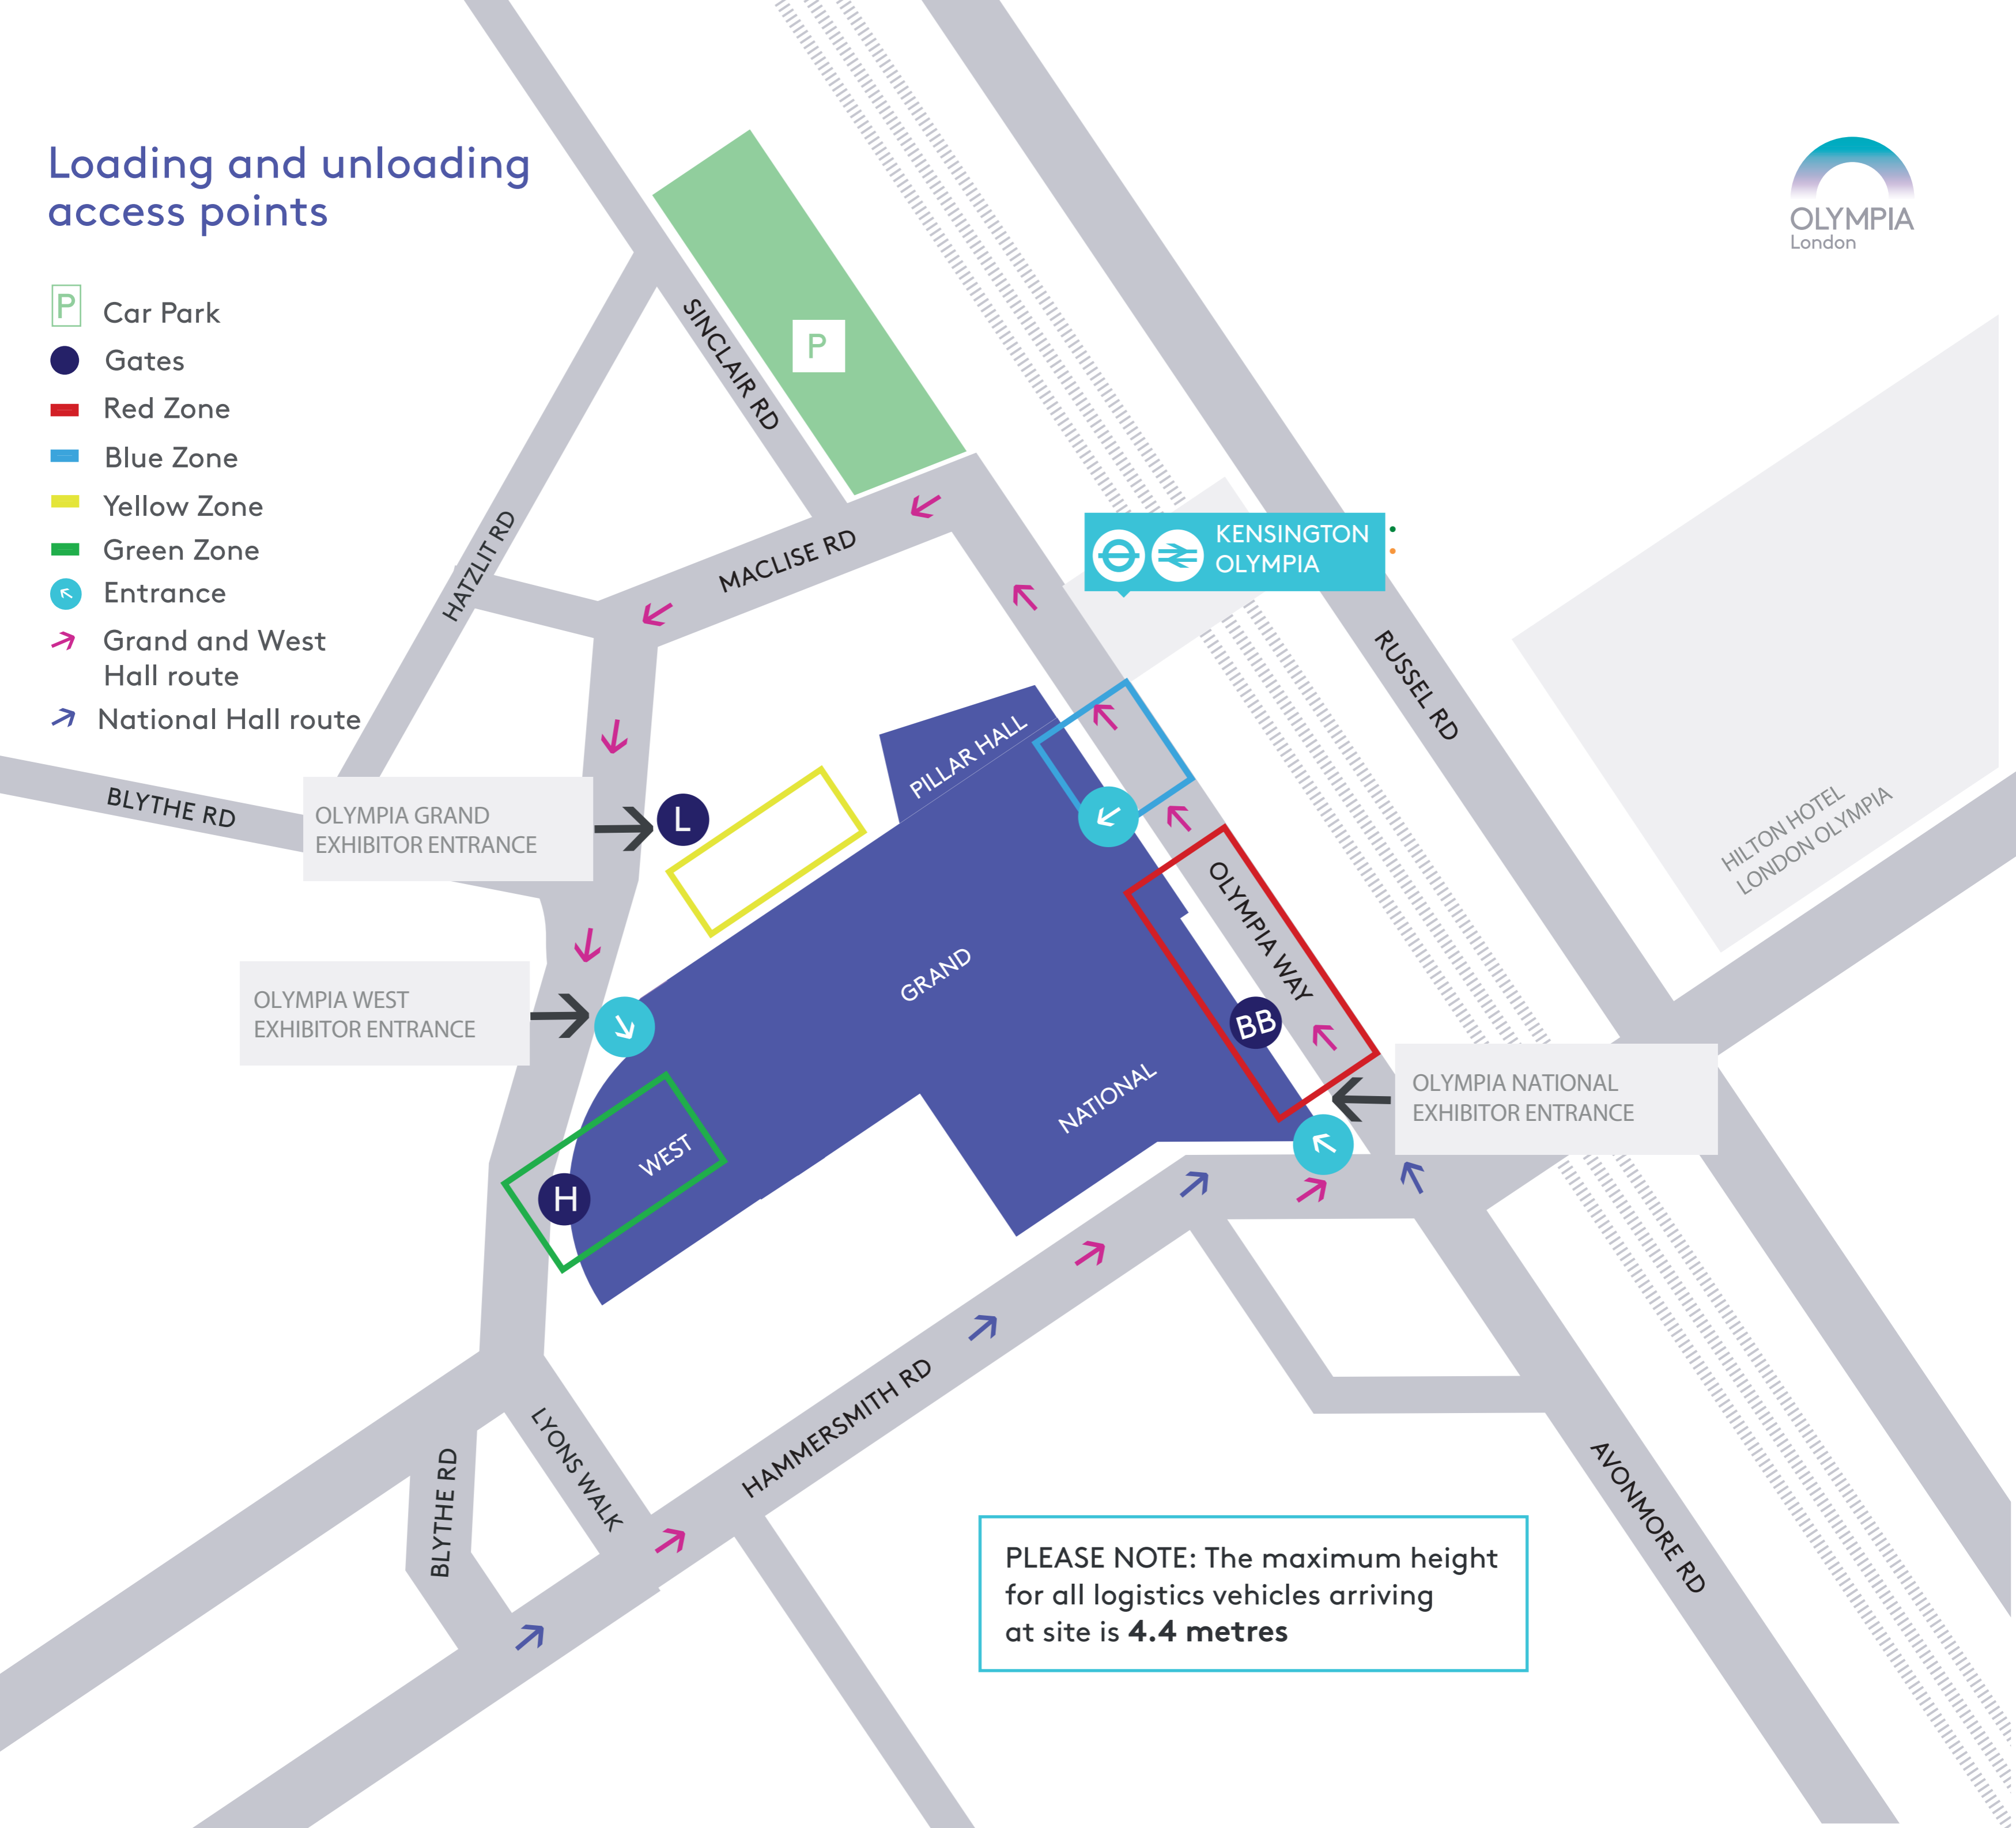 Loading and unloading
access points
OLYMPIA
London
P
Car Park
Gates
Red Zone
Blue Zone
Yellow Zone
Green Zone
Entrance
Grand and West
Hall route
National Hall route
P
SINCLAIR RD
HATZLIT RD
MACLISE RD
KENSINGTON
OLYMPIA
RUSSEL RD
HILTON HOTEL
LONDON OLYMPIA
BLYTHE RD
OLYMPIA GRAND
EXHIBITOR ENTRANCE
L
PILLAR HALL
OLYMPIA WAY
GRAND
OLYMPIA WEST
EXHIBITOR ENTRANCE
BB
NATIONAL
OLYMPIA NATIONAL
EXHIBITOR ENTRANCE
WEST
H
HAMMERSMITH RD
LYONS WALK
BLYTHE RD
AVONMORE RD
PLEASE NOTE: The maximum height
for all logistics vehicles arriving
at site is 4.4 metres